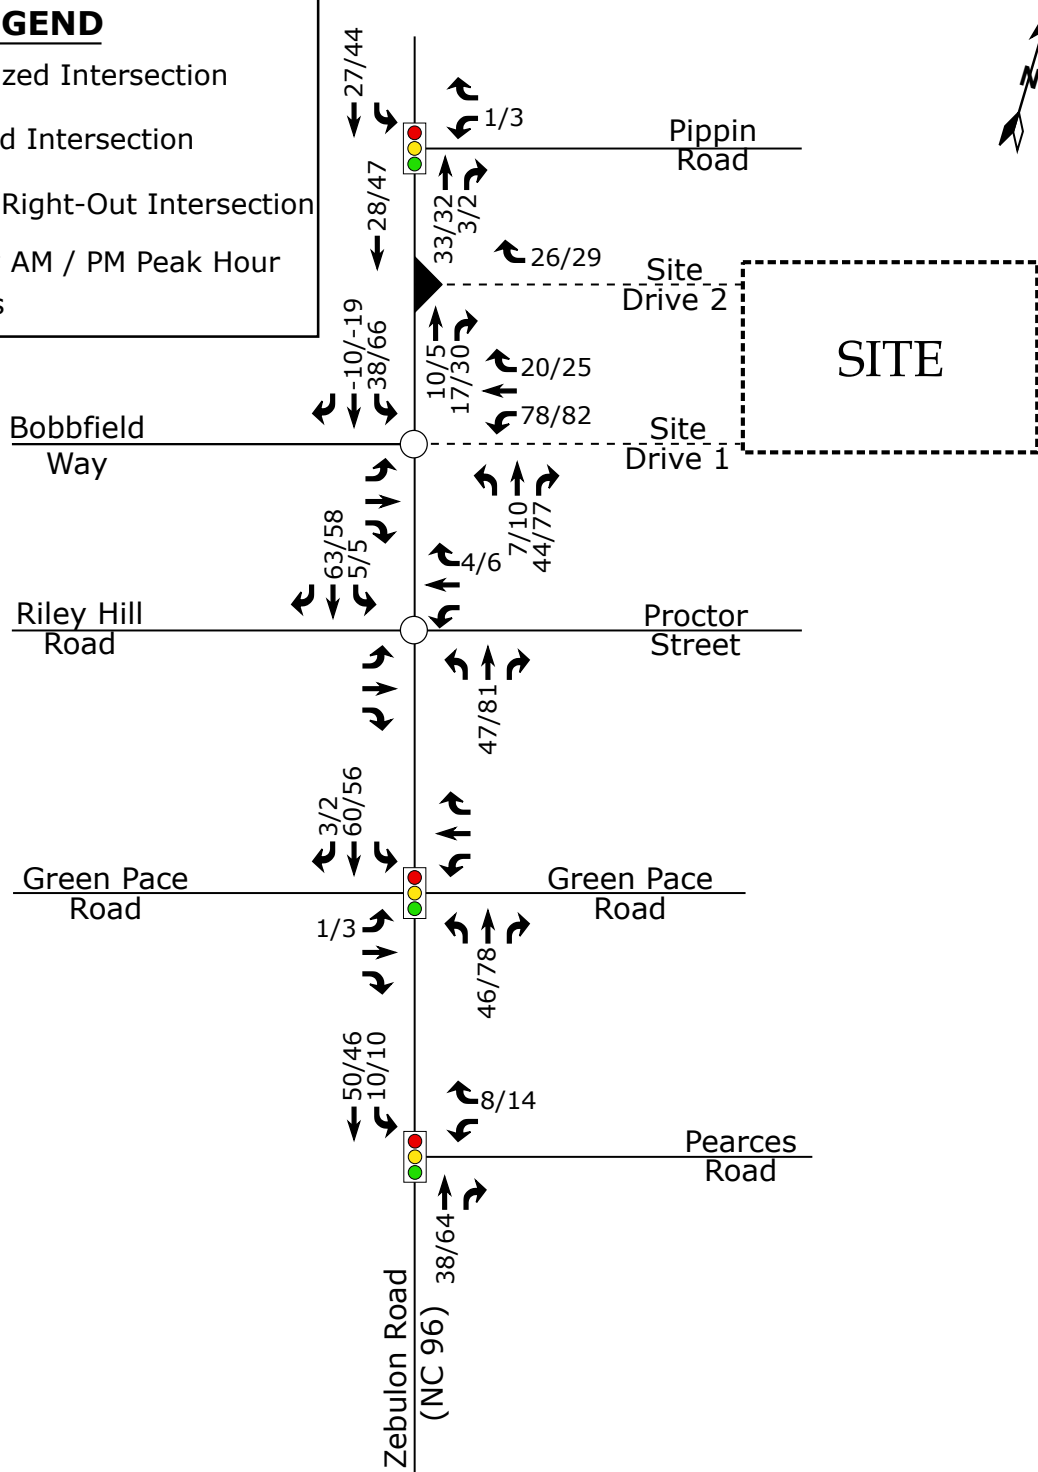 GEND
zed Intersection
d Intersection
Right-Out Intersection
AM / PM Peak Hour
s
N
27/44
1/3
Pippin
Road
28/47
33/32
3/2
26/29
Site
Drive 2
SITE
-10/-19
38/66
10/5
17/30
20/25
78/82
Bobbfield
Way
Site
Drive 1
7/10
44/77
63/58
5/5
4/6
Riley Hill
Road
Proctor
Street
47/81
3/2
60/56
Green Pace
Road
Green Pace
Road
1/3
46/78
50/46
10/10
8/14
Pearces
Road
38/64
Zebulon Road
(NC 96)